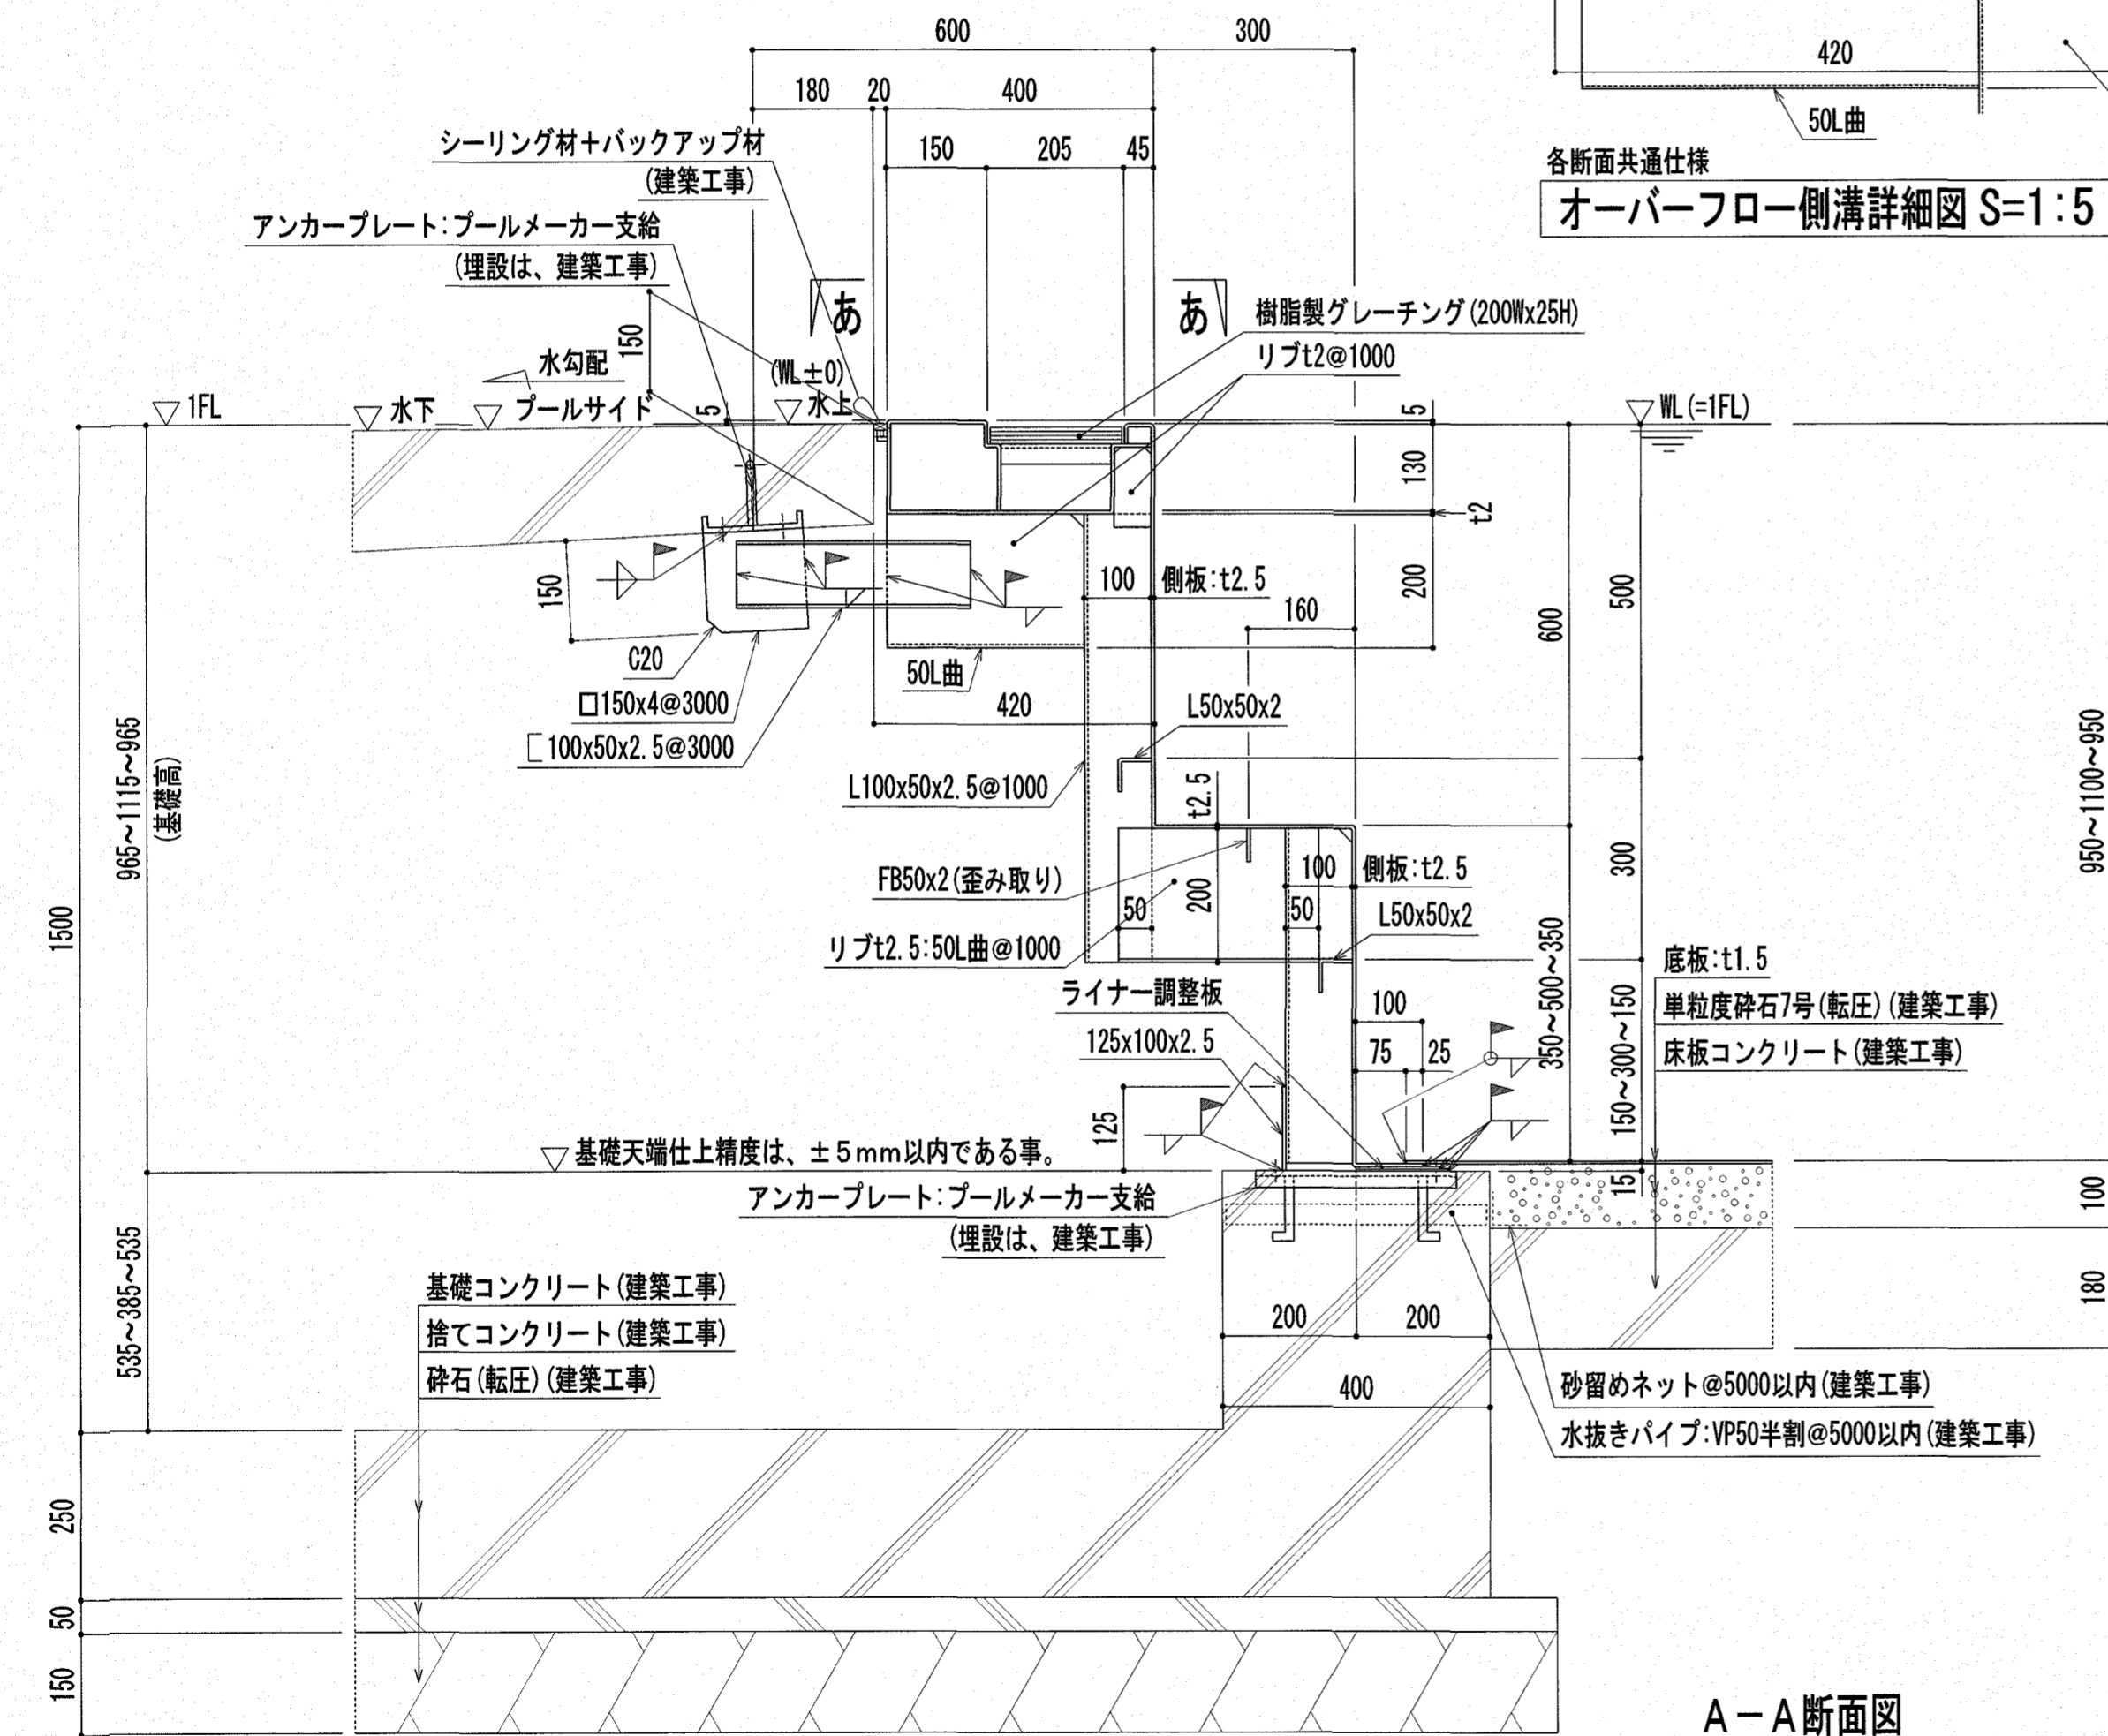 600
300
180
20
400
150
205
45
420
50L曲
各断面共通仕様
オーバーフロー側溝詳細図 S=1:5
シーリング材+バックアップ材
(建築工事)
アンカープレート:プールメーカー支給
(埋設は、建築工事)
150
あ
あ
樹脂製グレーチング(200Wx25H)
リブt2@1000
水勾配
(WL±0)
1FL
水下
プールサイド
5
水上
5
WL(=1FL)
130
t2
200
500
600
150
100
側板:t2.5
160
C20
50L曲
□150x4@3000
420
[100x50x2.5@3000
L50x50x2
L100x50x2.5@1000
t2.5
965~1115~965
(基礎高)
950~1100~950
1500
300
FB50x2(歪み取り)
100
側板:t2.5
50
200
50
L50x50x2
リブt2.5:50L曲@1000
350~500~350
底板:t1.5
単粒度砕石7号(転圧)(建築工事)
床板コンクリート(建築工事)
ライナー調整板
125x100x2.5
100
75
25
150~300~150
125
基礎天端仕上精度は、±5mm以内である事。
15
100
アンカープレート:プールメーカー支給
(埋設は、建築工事)
535~385~535
基礎コンクリート(建築工事)
捨てコンクリート(建築工事)
砕石(転圧)(建築工事)
200
200
180
400
砂留めネット@5000以内(建築工事)
水抜きパイプ:VP50半割@5000以内(建築工事)
250
50
150
A-A断面図